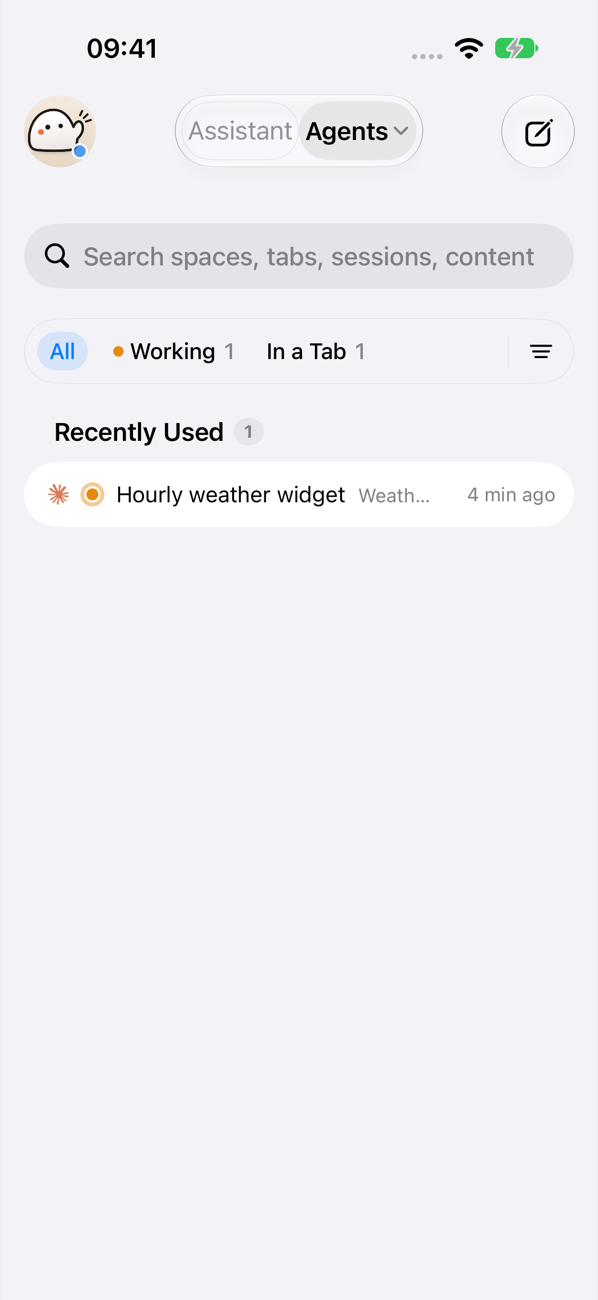 09:41
Assistant Agents
Search spaces, tabs, sessions, content
All Working 1 In a Tab 1
Recently Used 1
Hourly weather widget Weath... 4 min ago